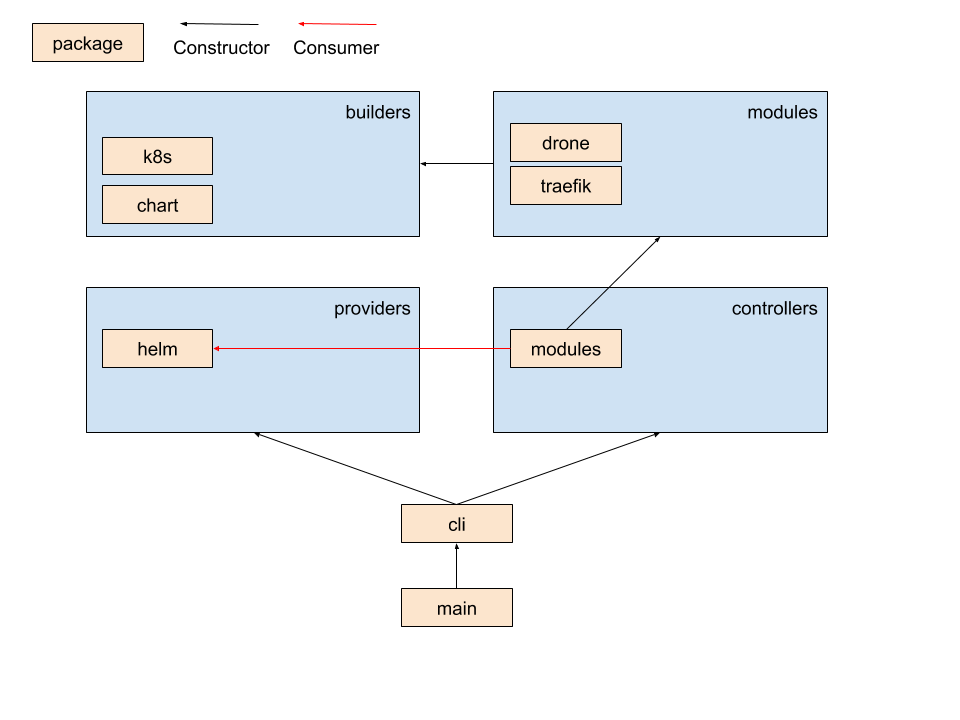 package
Constructor
Consumer
builders
k8s
chart
modules
drone
traefik
providers
helm
controllers
modules
cli
main